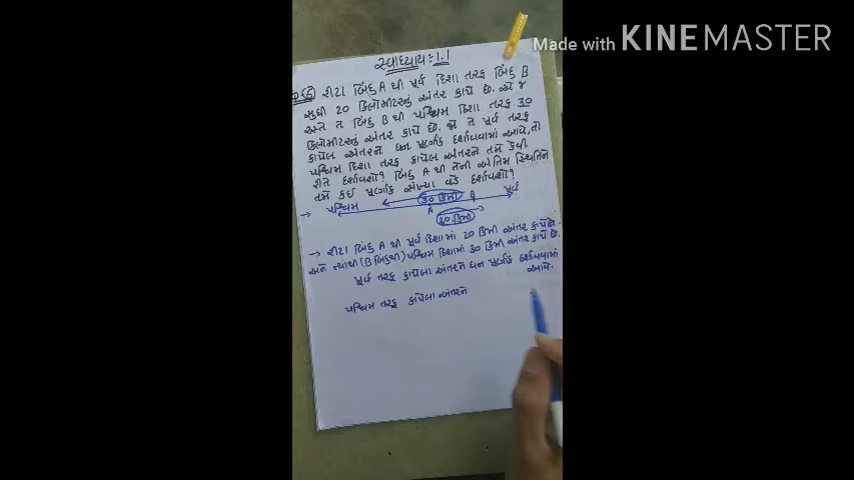 Made with KINEMASTER
સ્વાધ્યાય : 1.1
રીટા બિંદુ A થી પૂર્વ દિશા તરફ બિંદુ B
સુધી 20 કિલોમીટરનું અંતર કાપે છે. એ જ
રસ્તે તે બિંદુ B થી પશ્ચિમ દિશા તરફ 30
કિલોમીટરનું અંતર કાપે છે. જો તે પૂર્વ તરફ
કાપેલ અંતરને ધન પૂર્ણાંક દર્શાવવામાં આવે, તો
પશ્ચિમ દિશા તરફ કાપેલ અંતરને તમે કેવી
રીતે દર્શાવશો? બિંદુ A થી તેની અંતિમ સ્થિતિને
તમે કઈ પૂર્ણાંક સંખ્યા વડે દર્શાવશો?
→ પશ્ચિમ 30 કિમી B પૂર્વ
A
20 કિમી
→ રીટા બિંદુ A થી પૂર્વ દિશામાં 20 કિમી અંતર કાપે છે.
અને ત્યાંથી (B બિંદુથી) પશ્ચિમ દિશામાં 30 કિમી અંતર કાપે છે.
પૂર્વ તરફ કાપેલા અંતરને ધન પૂર્ણાંક દર્શાવવામાં
આવે.
પશ્ચિમ તરફ કાપેલા અંતરને